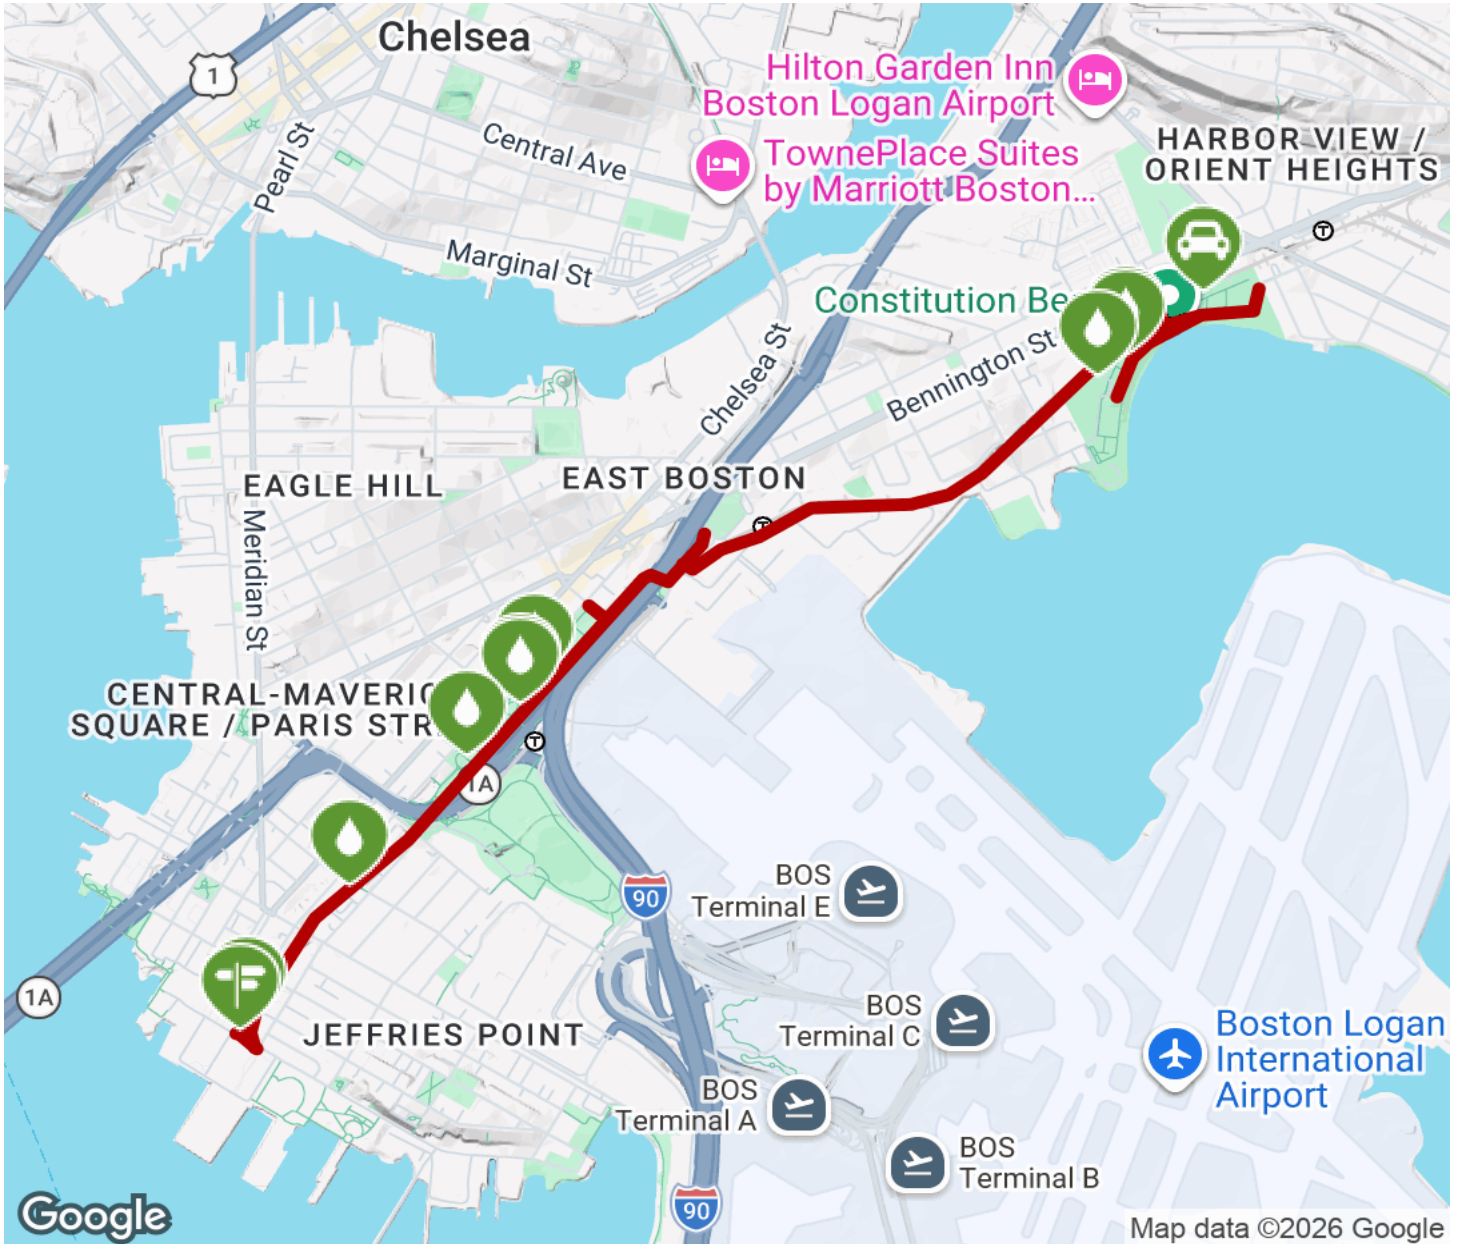 Chelsea
1
Hilton Garden Inn
Boston Logan Airport
HARBOR VIEW /
ORIENT HEIGHTS
Central Ave
TownePlace Suites
by Marriott Boston...
Pearl St
T
Marginal St
Constitution Be
Chelsea St
Bennington St
EAGLE HILL
EAST BOSTON
Meridian St
T
CENTRAL-MAVERIC
SQUARE / PARIS STR
T
1A
BOS
Terminal E
90
1A
JEFFRIES POINT
BOS
Terminal C
Boston Logan
International
Airport
BOS
Terminal A
BOS
Terminal B
90
Google
Map data ©2026 Google